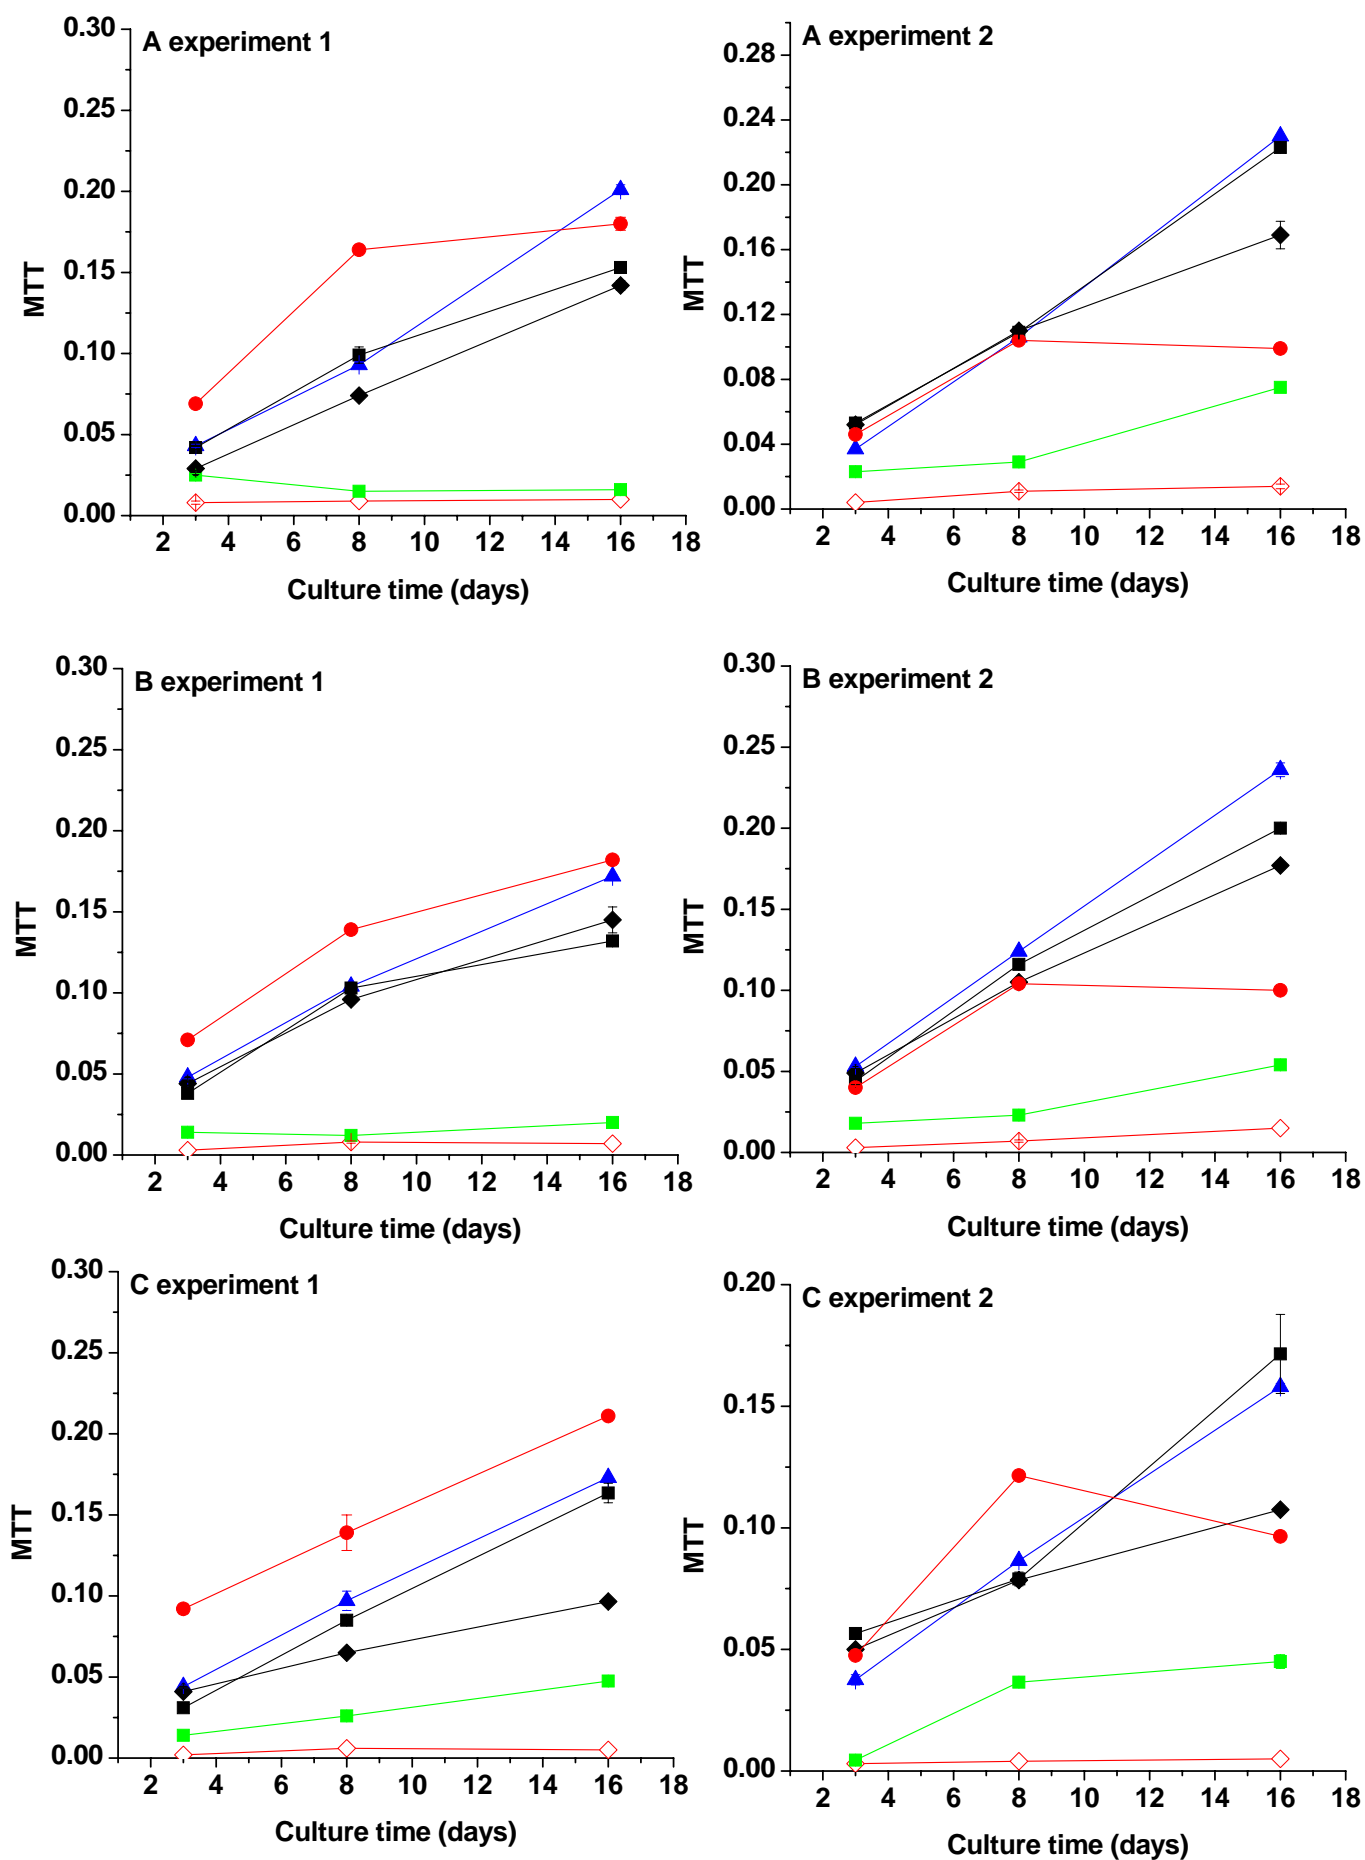 A experiment 1
0.30
0.25
0.20
0.15
0.10
0.05
0.00
MTT
2 4 6 8 10 12 14 16 18
Culture time (days)
A experiment 2
0.28
0.24
0.20
0.16
0.12
0.08
0.04
0.00
MTT
2 4 6 8 10 12 14 16 18
Culture time (days)
B experiment 1
0.30
0.25
0.20
0.15
0.10
0.05
0.00
MTT
2 4 6 8 10 12 14 16 18
Culture time (days)
B experiment 2
0.30
0.25
0.20
0.15
0.10
0.05
0.00
MTT
2 4 6 8 10 12 14 16 18
Culture time (days)
C experiment 1
0.30
0.25
0.20
0.15
0.10
0.05
0.00
MTT
2 4 6 8 10 12 14 16 18
Culture time (days)
C experiment 2
0.20
0.15
0.10
0.05
0.00
MTT
2 4 6 8 10 12 14 16 18
Culture time (days)